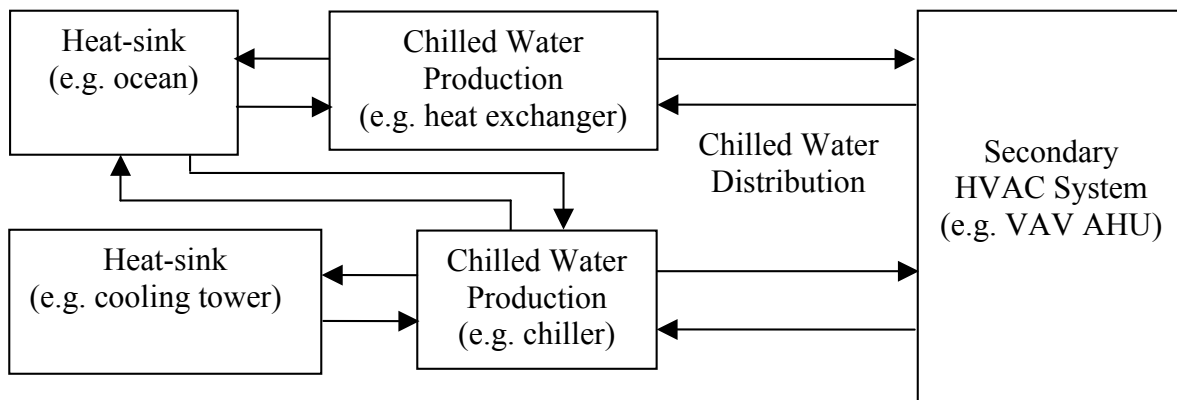 Heat-sink
(e.g. ocean)
Chilled Water
Production
(e.g. heat exchanger)
Chilled Water
Distribution
Secondary
HVAC System
(e.g. VAV AHU)
Heat-sink
(e.g. cooling tower)
Chilled Water
Production
(e.g. chiller)